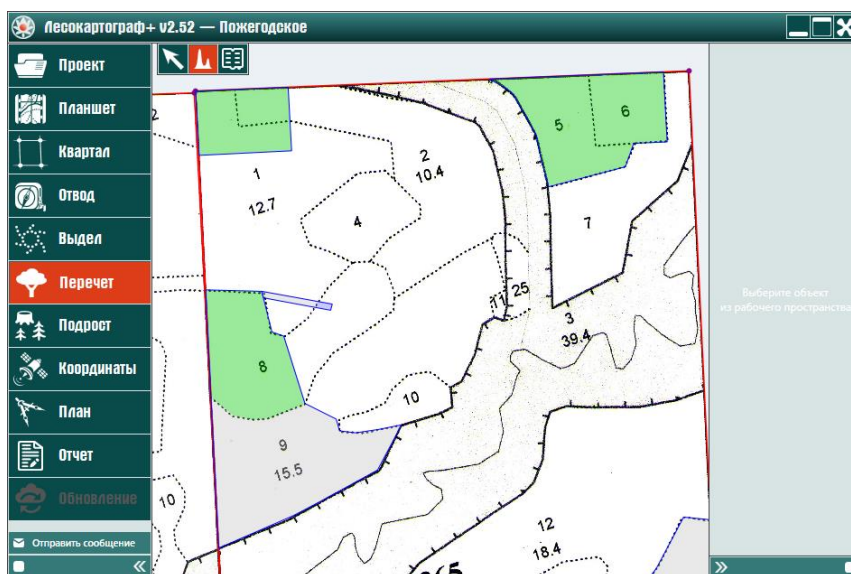 Лесокартограф+ v2.52 — Пожегодское
Проект
Планшет
Квартал
Отвод
Выдел
Перечет
Подрост
Координаты
План
Отчет
Обновление
Отправить сообщение
2
1
12.7
2
10.4
4
5
6
7
11
25
3
39.4
8
10
9
15.5
10
12
18.4
Выберите объект
из рабочего пространства